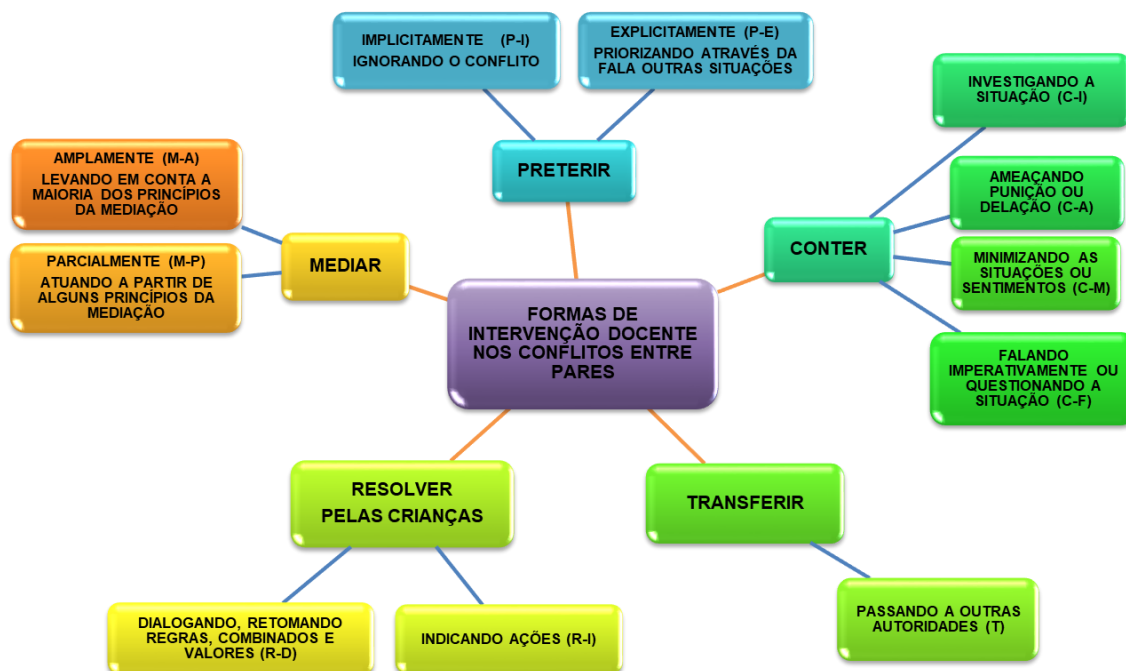 IMPLICITAMENTE (P-I)
IGNORANDO O CONFLITO
EXPLICITAMENTE (P-E)
PRIORIZANDO ATRAVÉS DA
FALA OUTRAS SITUAÇÕES
PRETERIR
INVESTIGANDO A
SITUAÇÃO (C-I)
AMEAÇANDO
PUNIÇÃO OU
DELAÇÃO (C-A)
MINIMIZANDO AS
SITUAÇÕES OU
SENTIMENTOS (C-M)
FALANDO
IMPERATIVAMENTE OU
QUESTIONANDO A
SITUAÇÃO (C-F)
CONTER
AMPLAMENTE (M-A)
LEVANDO EM CONTA A
MAIORIA DOS PRINCÍPIOS
DA MEDIAÇÃO
PARCIALMENTE (M-P)
ATUANDO A PARTIR DE
ALGUNS PRINCÍPIOS DA
MEDIAÇÃO
MEDIAR
FORMAS DE
INTERVENÇÃO DOCENTE
NOS CONFLITOS ENTRE
PARES
RESOLVER
PELAS CRIANÇAS
TRANSFERIR
DIALOGANDO, RETOMANDO
REGRAS, COMBINADOS E
VALORES (R-D)
INDICANDO AÇÕES (R-I)
PASSANDO A OUTRAS
AUTORIDADES (T)